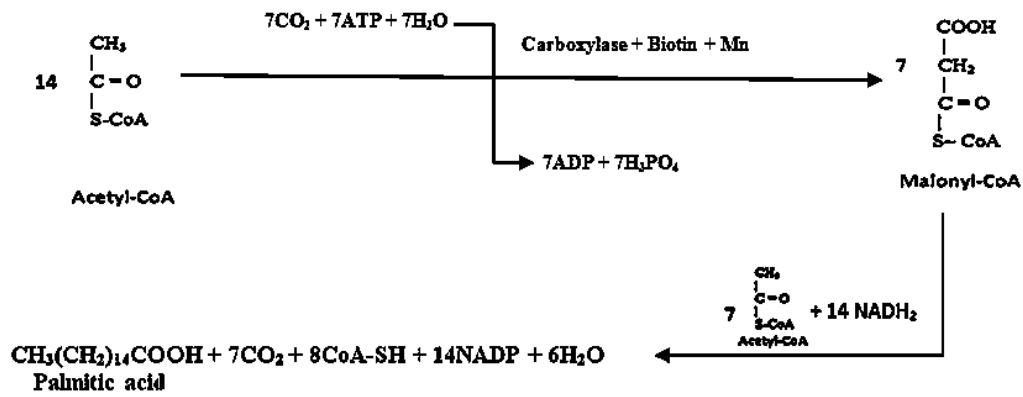 7CO₂ + 7ATP + 7H₂O
Carboxylase + Biotin + Mn
14
CH₃
C = O
S-CoA
Acetyl-CoA
7ADP + 7H₃PO₄
7
COOH
CH₂
C = O
S~ CoA
Malonyl-CoA
7
CH₃
C=O
S-CoA
Acetyl-CoA
+ 14 NADH₂
CH₃(CH₂)₁₄COOH + 7CO₂ + 8CoA-SH + 14NADP + 6H₂O
Palmitic acid